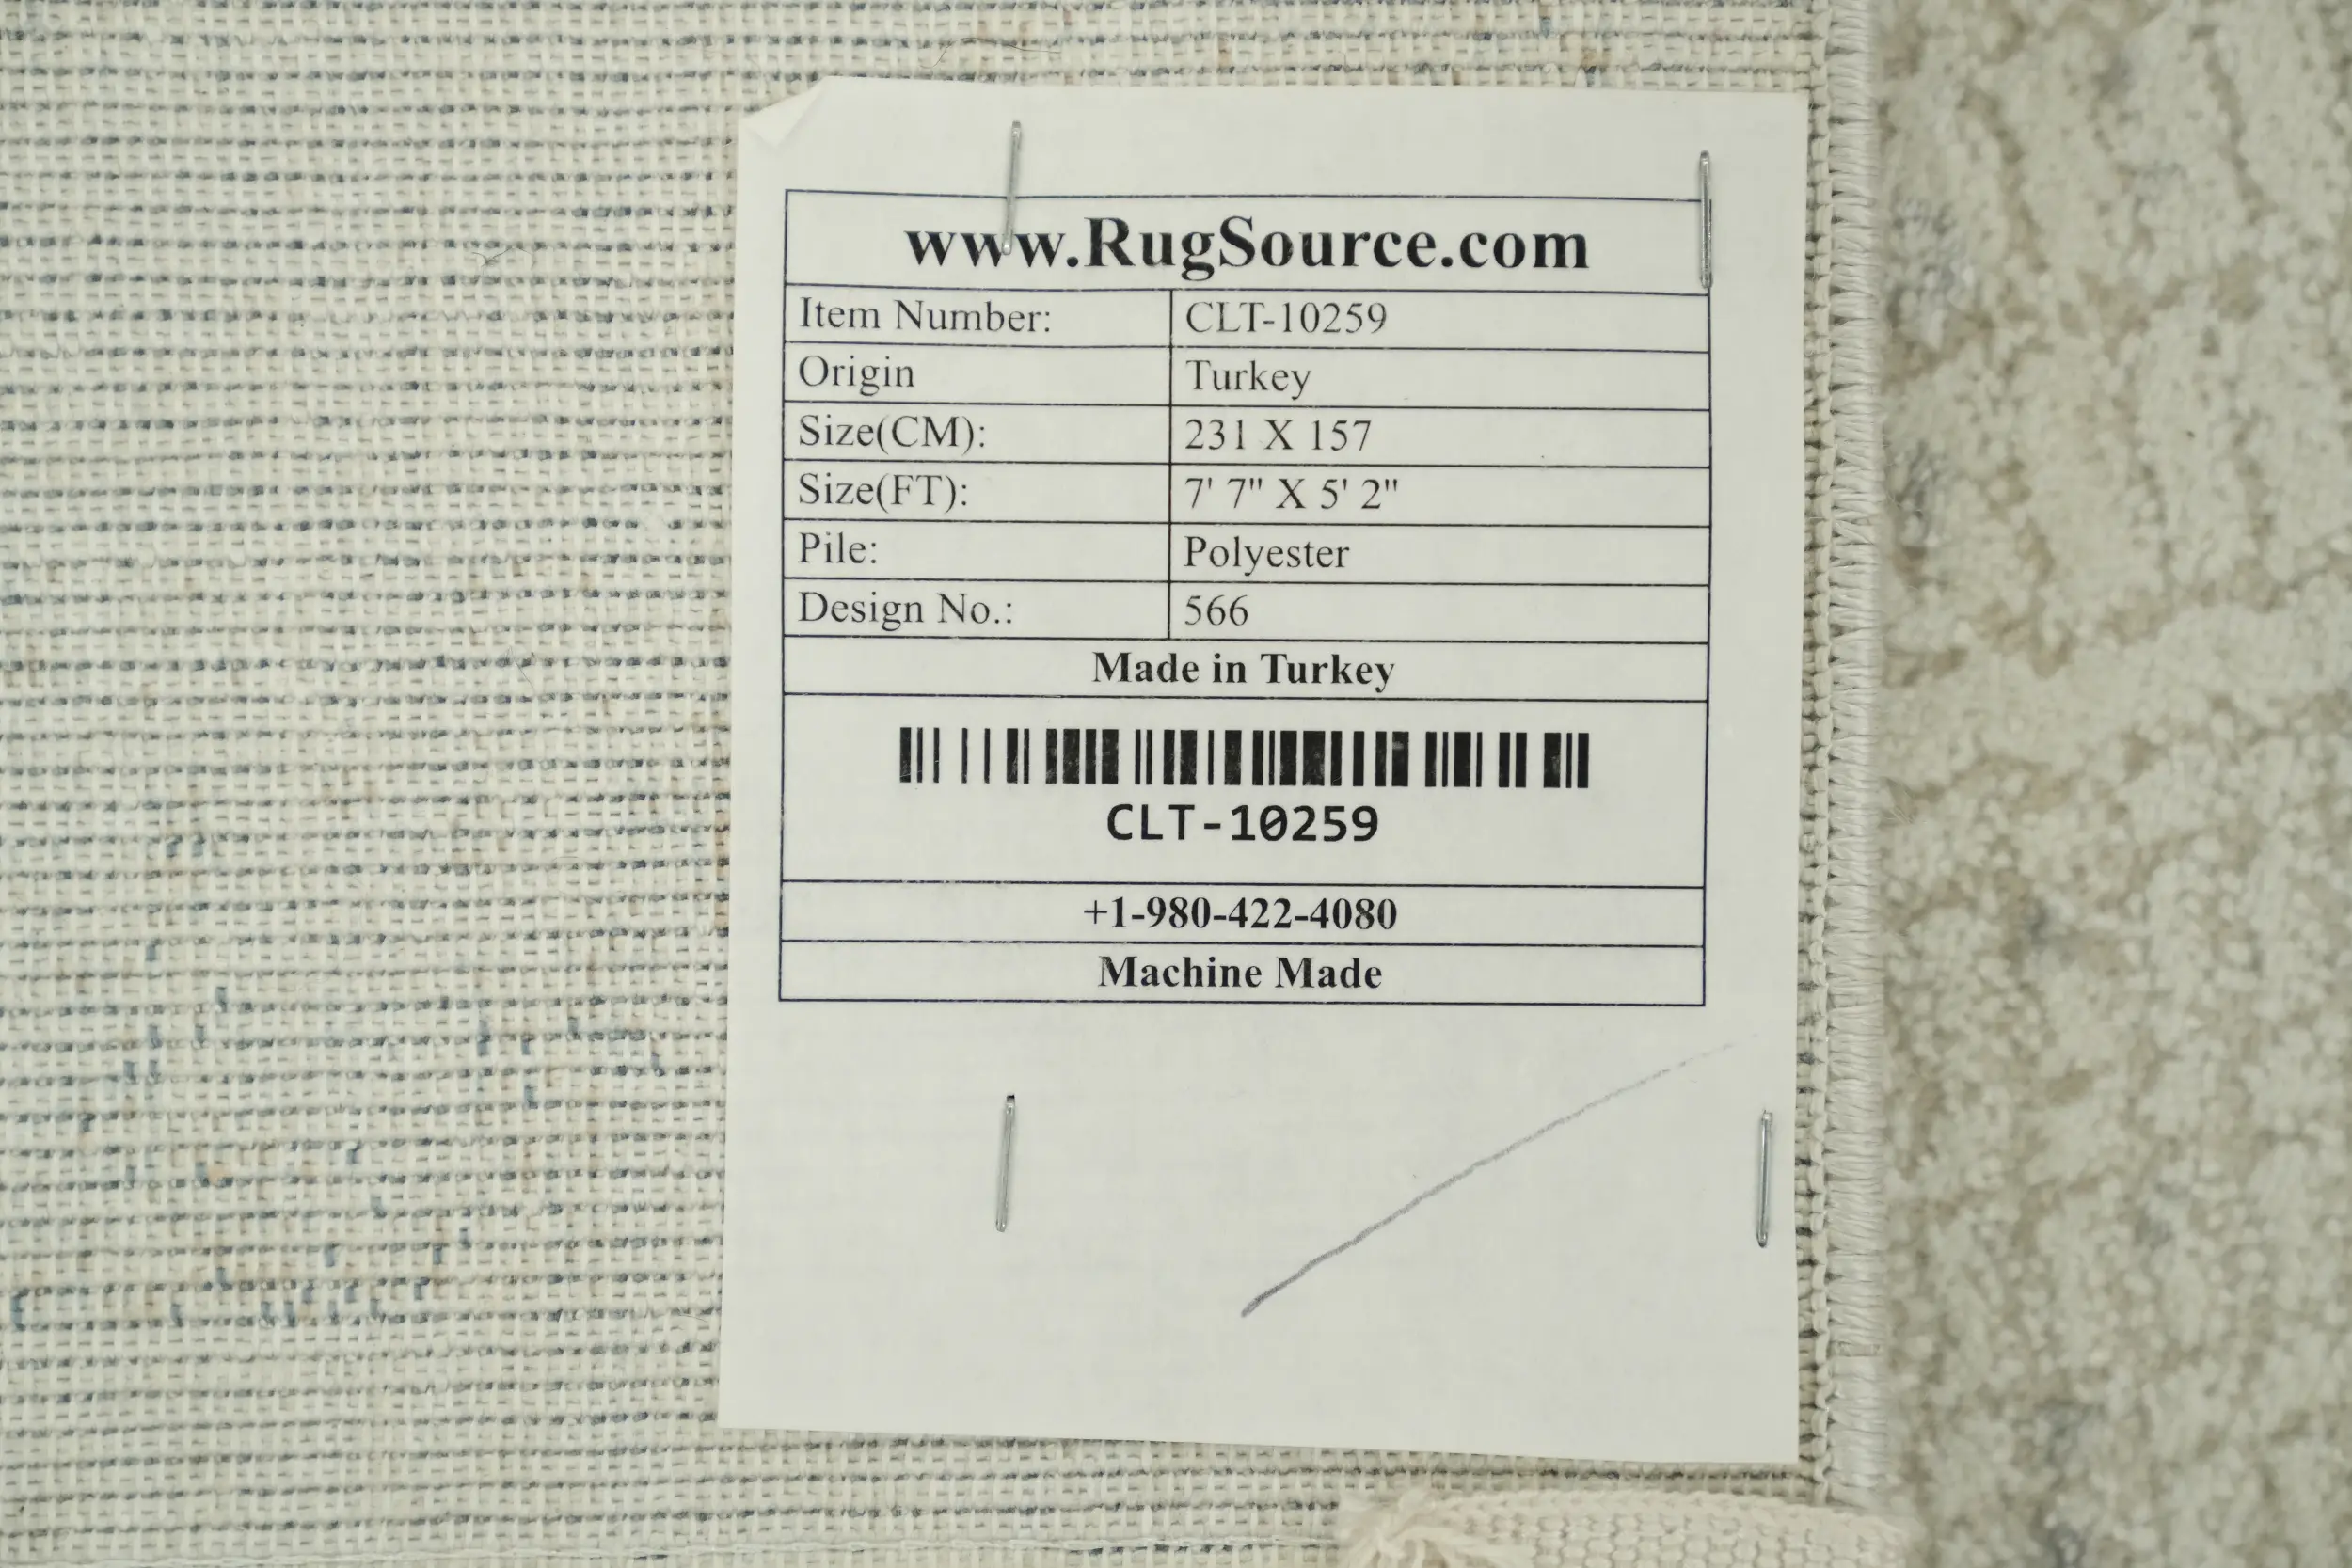 www.RugSource.com
Item Number: CLT-10259
Origin Turkey
Size(CM): 231 X 157
Size(FT): 7' 7" X 5' 2"
Pile: Polyester
Design No.: 566
Made in Turkey
CLT-10259
+1-980-422-4080
Machine Made